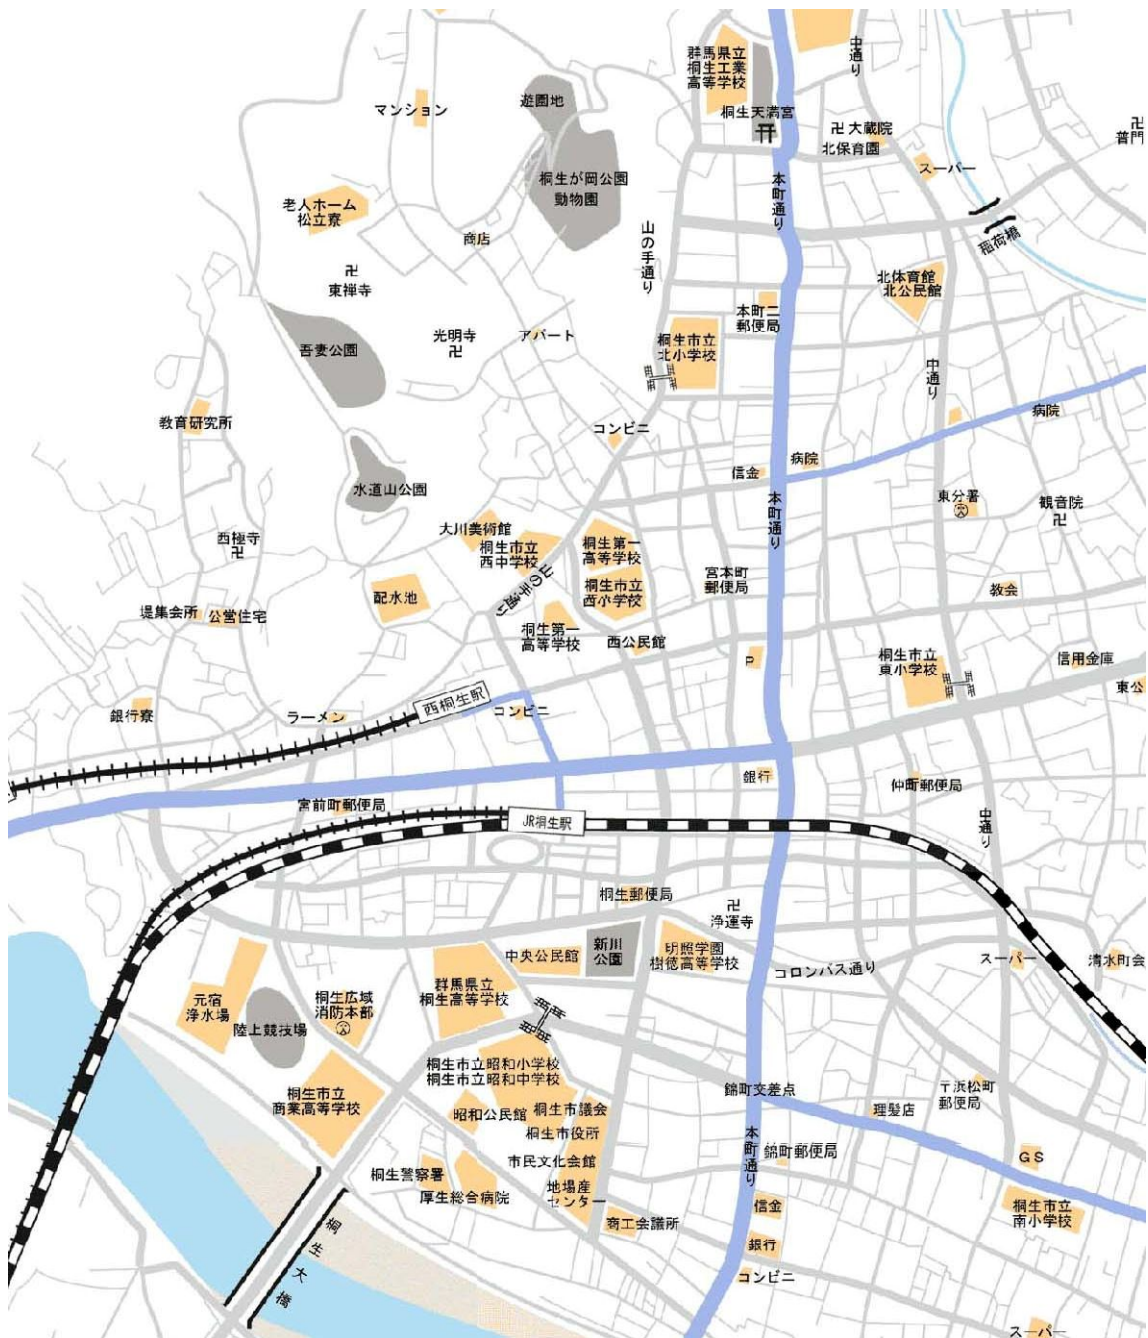 群馬県立
桐生工業
高等学校
中通り
遊園地
マンション
桐生天満宮
卍大蔵院
北保育園
卍
普門
スーパー
桐生が岡公園
動物園
本町通り
老人ホーム
松立寮
商店
山の手通り
稲荷橋
卍
東禅寺
北体育館
北公民館
本町二
郵便局
吾妻公園
光明寺
卍
アパート
桐生市立
北小学校
中通り
教育研究所
コンビニ
病院
信金
病院
水道山公園
本町通り
東分署
観音院
卍
大川美術館
桐生市立
西中学校
桐生第一
高等学校
西極寺
卍
山の手通り
桐生市立
西小学校
宮本町
郵便局
教会
配水池
堤集会所
公営住宅
桐生第一
高等学校
西公民館
P
桐生市立
東小学校
信用金庫
東公
西桐生駅
銀行寮
ラーメン
コンビニ
銀行
仲町郵便局
宮前町郵便局
JR桐生駅
中通り
桐生郵便局
卍
浄運寺
新川
公園
明照学園
樹徳高等学校
中央公民館
コロンバス通り
スーパー
清水町会
群馬県立
桐生高等学校
元宿
浄水場
陸上競技場
桐生広域
消防本部
桐生市立昭和小学校
桐生市立昭和中学校
錦町交差点
桐生市立
商業高等学校
昭和公民館
桐生市議会
桐生市役所
理髪店
〒浜松町
郵便局
本町通り
錦町郵便局
市民文化会館
GS
桐生警察署
厚生総合病院
地場産
センター
信金
桐生市立
南小学校
商工会議所
銀行
桐生大橋
コンビニ
スーパー